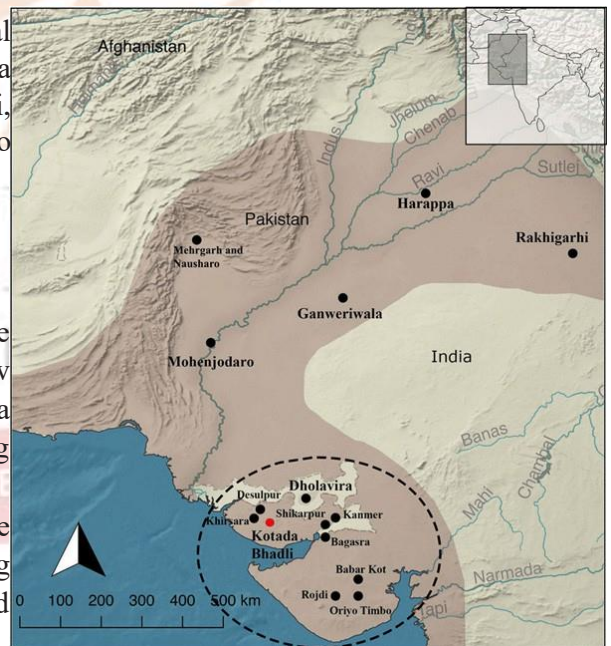 Afghanistan
Jhelum
Chenab
Indus
Ravi
Sutlej
Harappa
Pakistan
Rakhigarhi
Mehrgarh and
Nausharo
Ganweriwala
Mohenjodaro
India
Banas
Chambal
Mahi
Dholavira
Desulpur
Shikarpur
Kanmer
Khirsara
Kotada
Bhadli
Bagasra
Babar Kot
Narmada
Rojdi
Oriyo Timbo
Tapi
0 100 200 300 400 500 km